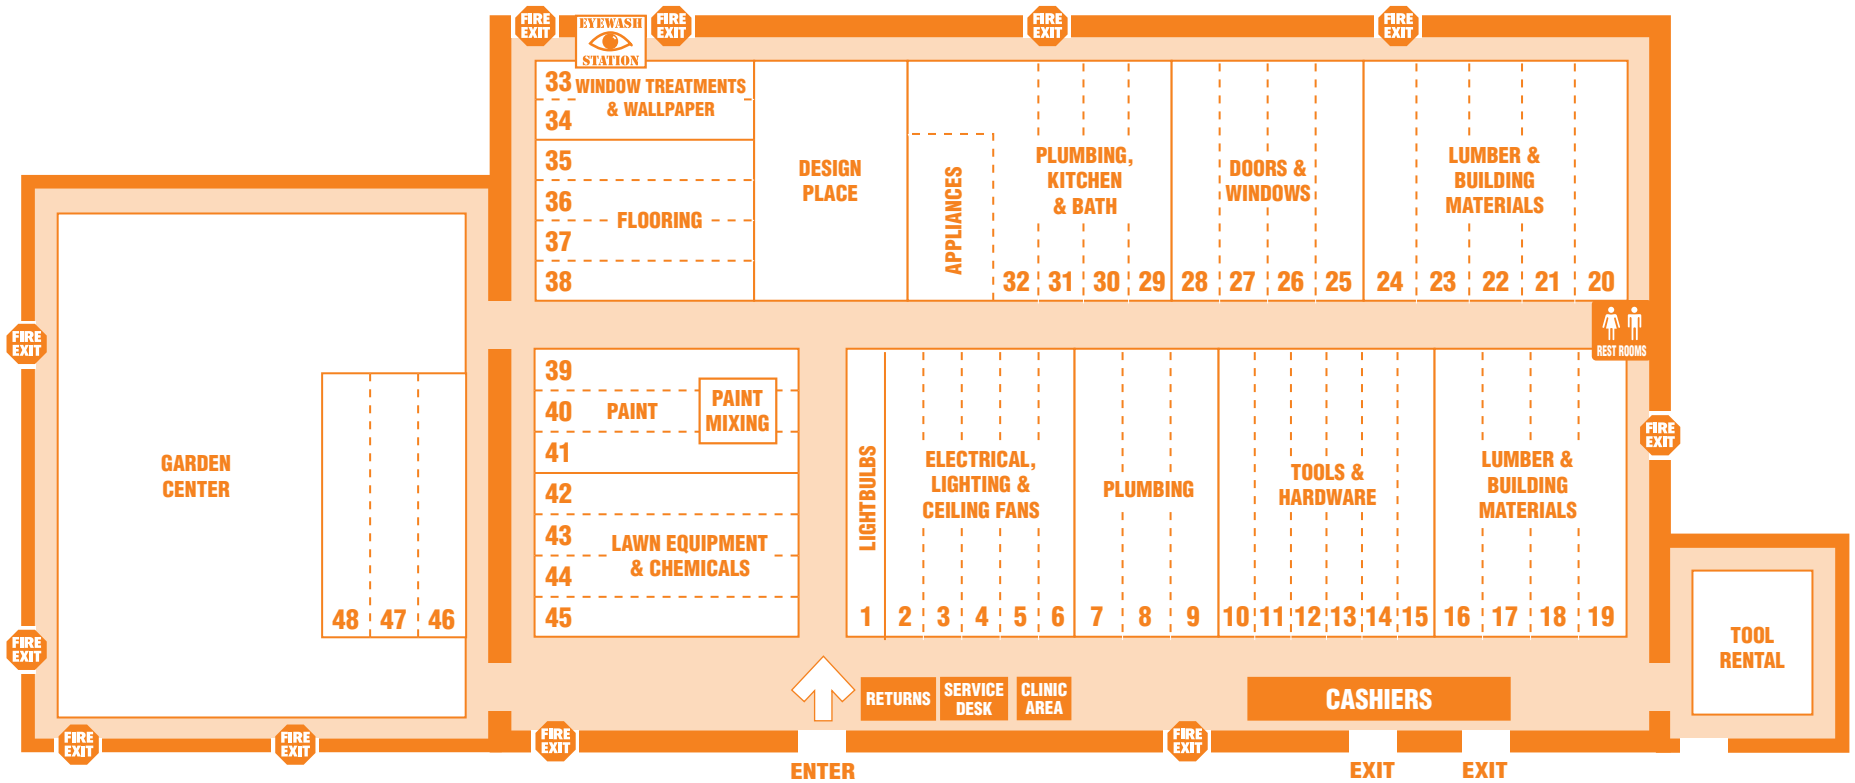 FIRE
EXIT
EYEWASH
STATION
FIRE
EXIT
FIRE
EXIT
FIRE
EXIT
33
WINDOW TREATMENTS
& WALLPAPER
34
35
36
FLOORING
37
38
DESIGN
PLACE
APPLIANCES
PLUMBING,
KITCHEN
& BATH
32 31 30 29
DOORS &
WINDOWS
28 27 26 25
LUMBER &
BUILDING
MATERIALS
24 23 22 21 20
REST ROOMS
FIRE
EXIT
GARDEN
CENTER
48 47 46
39
40
PAINT
PAINT
MIXING
41
42
43
LAWN EQUIPMENT
& CHEMICALS
44
45
LIGHTBULBS
1
ELECTRICAL,
LIGHTING &
CEILING FANS
2 3 4 5 6
PLUMBING
7 8 9
TOOLS &
HARDWARE
10 11 12 13 14 15
LUMBER &
BUILDING
MATERIALS
16 17 18 19
FIRE
EXIT
TOOL
RENTAL
FIRE
EXIT
RETURNS
SERVICE
DESK
CLINIC
AREA
CASHIERS
FIRE
EXIT
FIRE
EXIT
FIRE
EXIT
FIRE
EXIT
ENTER
EXIT
EXIT